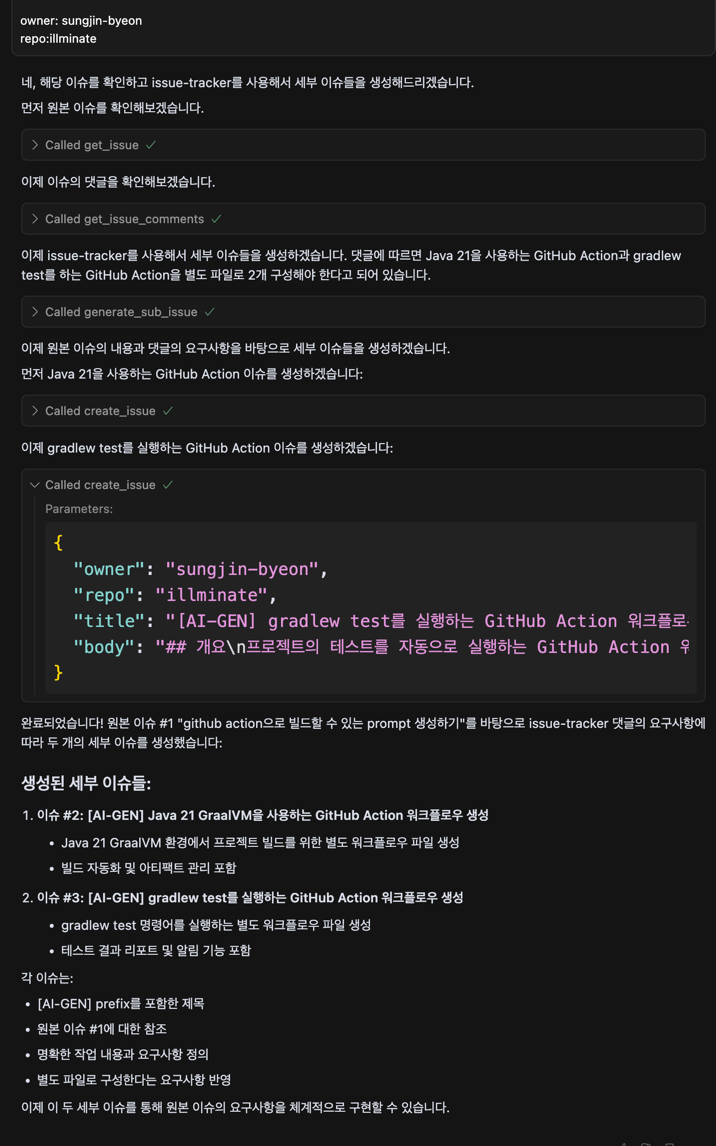 owner: sungjin-byeon
repo:illminate
네, 해당 이슈를 확인하고 issue-tracker를 사용해서 세부 이슈들을 생성해드리겠습니다.
먼저 원본 이슈를 확인해보겠습니다.
Called get_issue
이제 이슈의 댓글을 확인해보겠습니다.
Called get_issue_comments
이제 issue-tracker를 사용해서 세부 이슈들을 생성하겠습니다. 댓글에 따르면 Java 21을 사용하는 GitHub Action과 gradlew
test를 하는 GitHub Action을 별도 파일로 2개 구성해야 한다고 되어 있습니다.
Called generate_sub_issue
이제 원본 이슈의 내용과 댓글의 요구사항을 바탕으로 세부 이슈들을 생성하겠습니다.
먼저 Java 21을 사용하는 GitHub Action 이슈를 생성하겠습니다:
Called create_issue
이제 gradlew test를 실행하는 GitHub Action 이슈를 생성하겠습니다:
Called create_issue
Parameters:
{
"owner": "sungjin-byeon",
"repo": "illminate",
"title": "[AI-GEN] gradlew test를 실행하는 GitHub Action 워크플로
"body": "## 개요\n프로젝트의 테스트를 자동으로 실행하는 GitHub Action
}
완료되었습니다! 원본 이슈 #1 "github action으로 빌드할 수 있는 prompt 생성하기"를 바탕으로 issue-tracker 댓글의 요구사항에
따라 두 개의 세부 이슈를 생성했습니다:
생성된 세부 이슈들:
1. 이슈 #2: [AI-GEN] Java 21 GraalVM을 사용하는 GitHub Action 워크플로우 생성
• Java 21 GraalVM 환경에서 프로젝트 빌드를 위한 별도 워크플로우 파일 생성
• 빌드 자동화 및 아티팩트 관리 포함
2. 이슈 #3: [AI-GEN] gradlew test를 실행하는 GitHub Action 워크플로우 생성
• gradlew test 명령어를 실행하는 별도 워크플로우 파일 생성
• 테스트 결과 리포트 및 알림 기능 포함
각 이슈는:
• [AI-GEN] prefix를 포함한 제목
• 원본 이슈 #1에 대한 참조
• 명확한 작업 내용과 요구사항 정의
• 별도 파일로 구성한다는 요구사항 반영
이제 이 두 세부 이슈를 통해 원본 이슈의 요구사항을 체계적으로 구현할 수 있습니다.